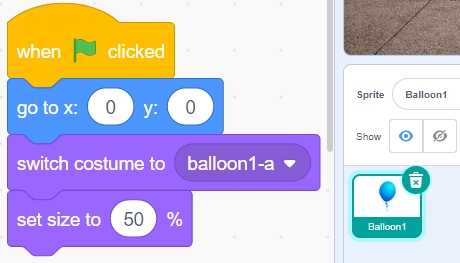 when clicked
go to x: 0 y: 0
switch costume to balloon1-a
set size to 50 %
Sprite Balloon1
Show
Balloon1